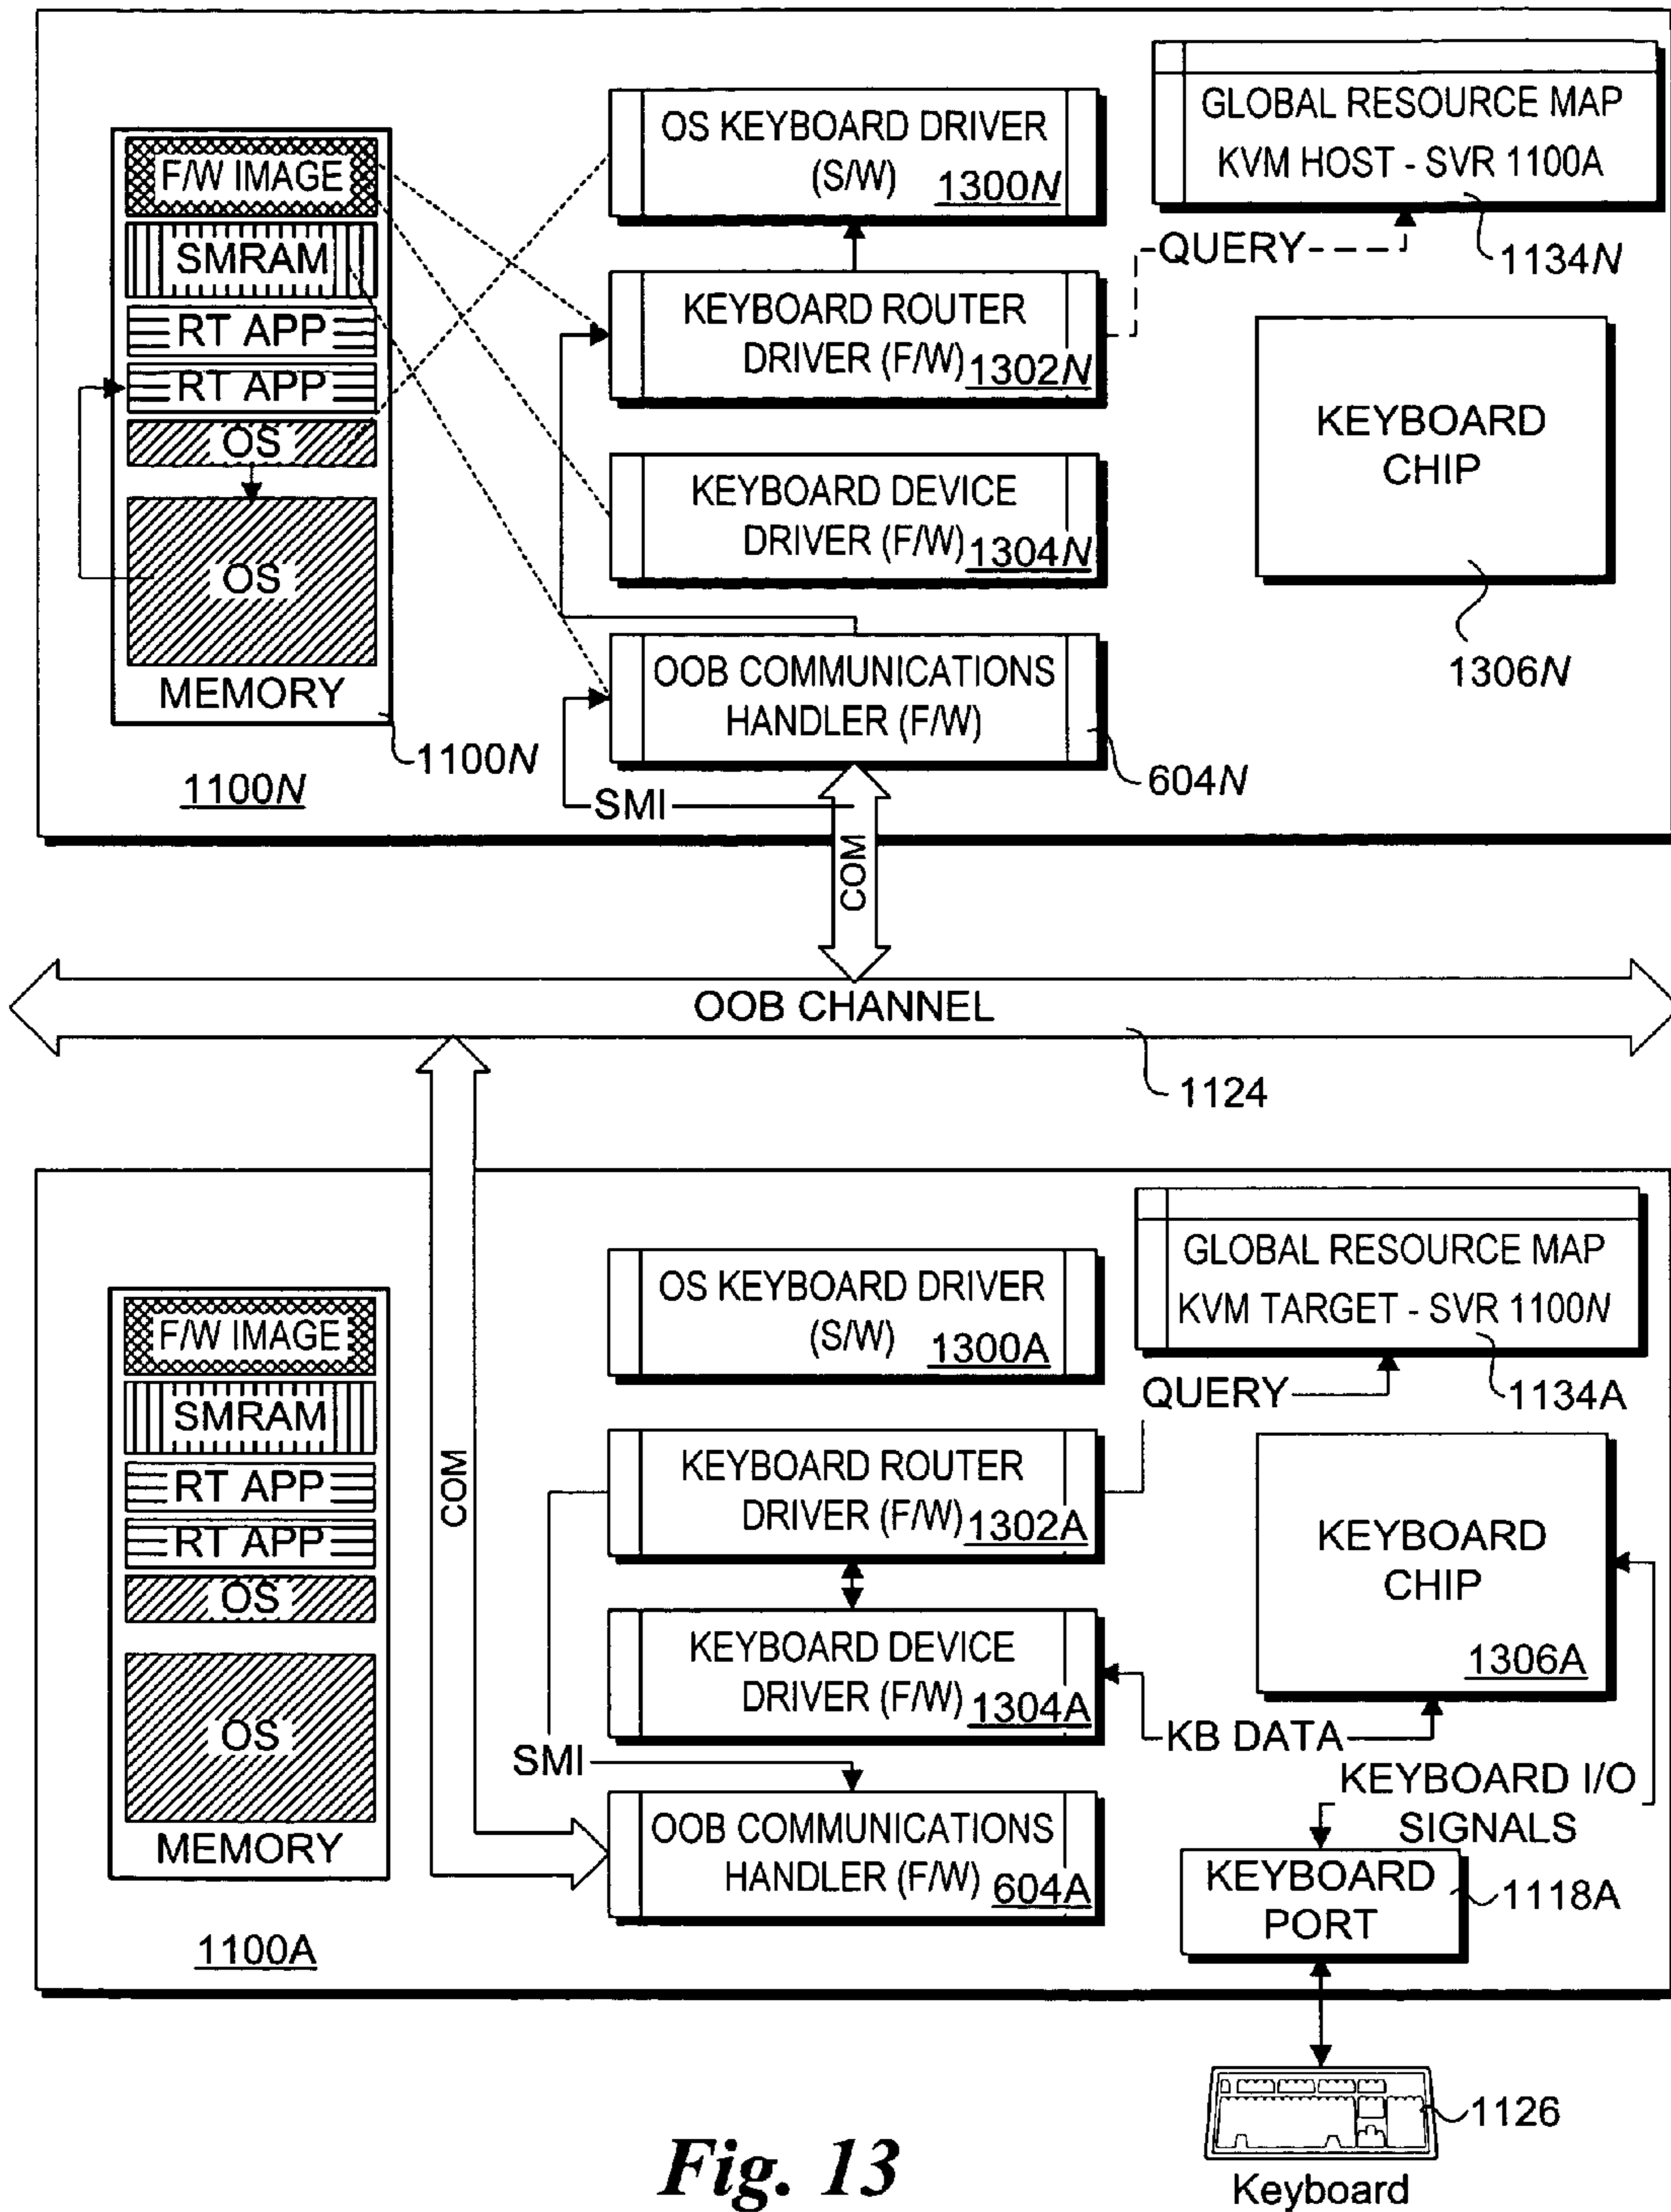 F/W IMAGE
SMRAM
RT APP
RT APP
OS
OS
MEMORY
1100N
1100N
OS KEYBOARD DRIVER
(S/W) 1300N
KEYBOARD ROUTER
DRIVER (F/W) 1302N
KEYBOARD DEVICE
DRIVER (F/W) 1304N
OOB COMMUNICATIONS
HANDLER (F/W)
604N
SMI
COM
GLOBAL RESOURCE MAP
KVM HOST - SVR 1100A
QUERY
1134N
KEYBOARD
CHIP
1306N
OOB CHANNEL
1124
COM
F/W IMAGE
SMRAM
RT APP
RT APP
OS
OS
MEMORY
1100A
OS KEYBOARD DRIVER
(S/W) 1300A
KEYBOARD ROUTER
DRIVER (F/W) 1302A
KEYBOARD DEVICE
DRIVER (F/W) 1304A
SMI
OOB COMMUNICATIONS
HANDLER (F/W) 604A
GLOBAL RESOURCE MAP
KVM TARGET - SVR 1100N
QUERY
1134A
KEYBOARD
CHIP
1306A
KB DATA
KEYBOARD I/O
SIGNALS
KEYBOARD
PORT
1118A
1126
Keyboard
Fig. 13